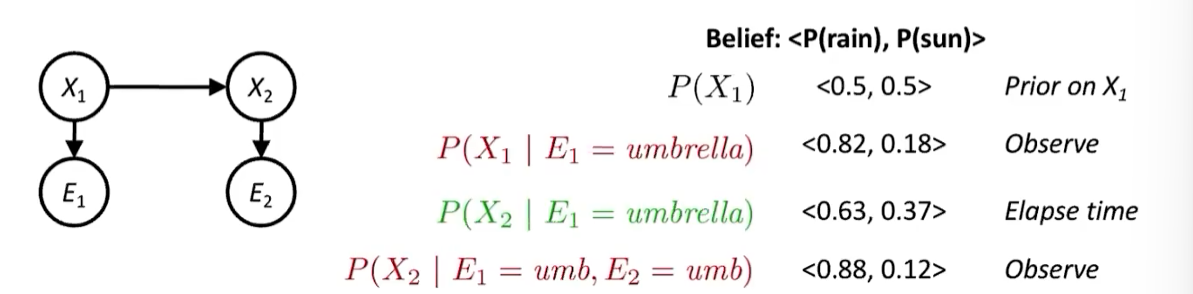 Belief: <P(rain), P(sun)>
X₁ X₂ P(X₁) <0.5, 0.5> Prior on X₁
P(X₁ | E₁ = umbrella) <0.82, 0.18> Observe
E₁ E₂ P(X₂ | E₁ = umbrella) <0.63, 0.37> Elapse time
P(X₂ | E₁ = umb, E₂ = umb) <0.88, 0.12> Observe